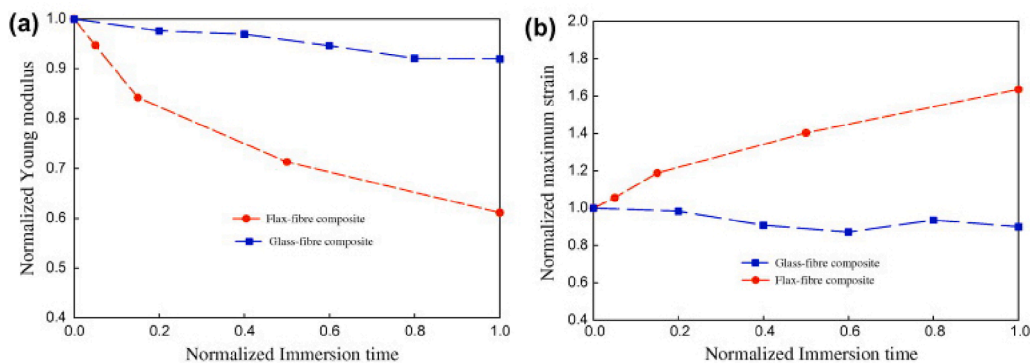 (a)
Normalized Young modulus
1.0
0.9
0.8
0.7
0.6
0.5
0.4
Flax-fibre composite
Glass-fibre composite
0.0 0.2 0.4 0.6 0.8 1.0
Normalized Immersion time
(b)
Normalized maximum strain
2.0
1.8
1.6
1.4
1.2
1.0
0.8
0.6
0.4
Glass-fibre composite
Flax-fibre composite
0.0 0.2 0.4 0.6 0.8 1.0
Normalized Immersion time